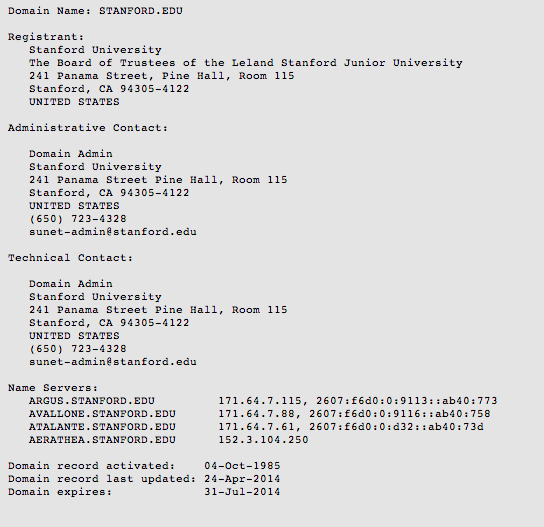 Domain Name: STANFORD.EDU
Registrant:
Stanford University
The Board of Trustees of the Leland Stanford Junior University
241 Panama Street, Pine Hall, Room 115
Stanford, CA 94305-4122
UNITED STATES
Administrative Contact:
Domain Admin
Stanford University
241 Panama Street Pine Hall, Room 115
Stanford, CA 94305-4122
UNITED STATES
(650) 723-4328
sunet-admin@stanford.edu
Technical Contact:
Domain Admin
Stanford University
241 Panama Street Pine Hall, Room 115
Stanford, CA 94305-4122
UNITED STATES
(650) 723-4328
sunet-admin@stanford.edu
Name Servers:
ARGUS.STANFORD.EDU 171.64.7.115, 2607:f6d0:0:9113::ab40:773
AVALLONE.STANFORD.EDU 171.64.7.88, 2607:f6d0:0:9116::ab40:758
ATALANTE.STANFORD.EDU 171.64.7.61, 2607:f6d0:0:d32::ab40:73d
AERATHEA.STANFORD.EDU 152.3.104.250
Domain record activated: 04-Oct-1985
Domain record last updated: 24-Apr-2014
Domain expires: 31-Jul-2014